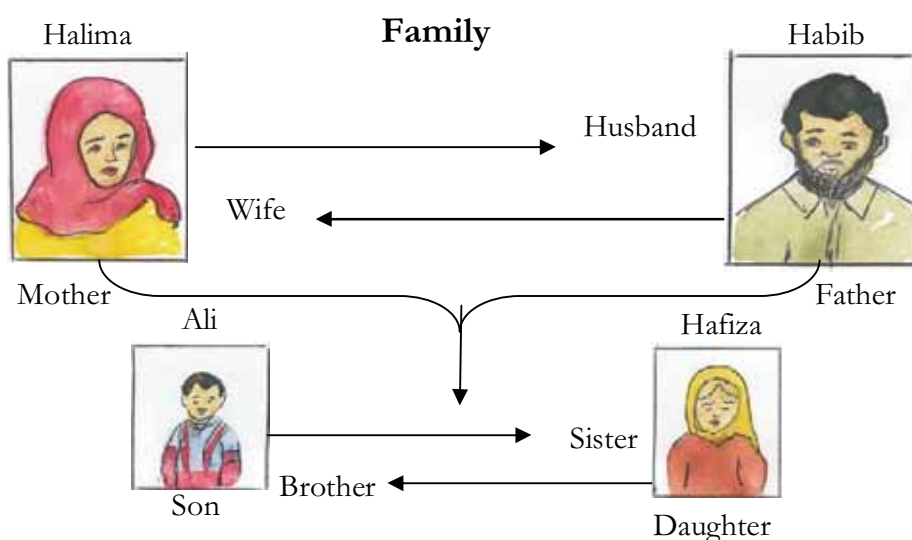 Family
Halima
Habib
Husband
Wife
Mother
Father
Ali
Hafiza
Sister
Brother
Son
Daughter